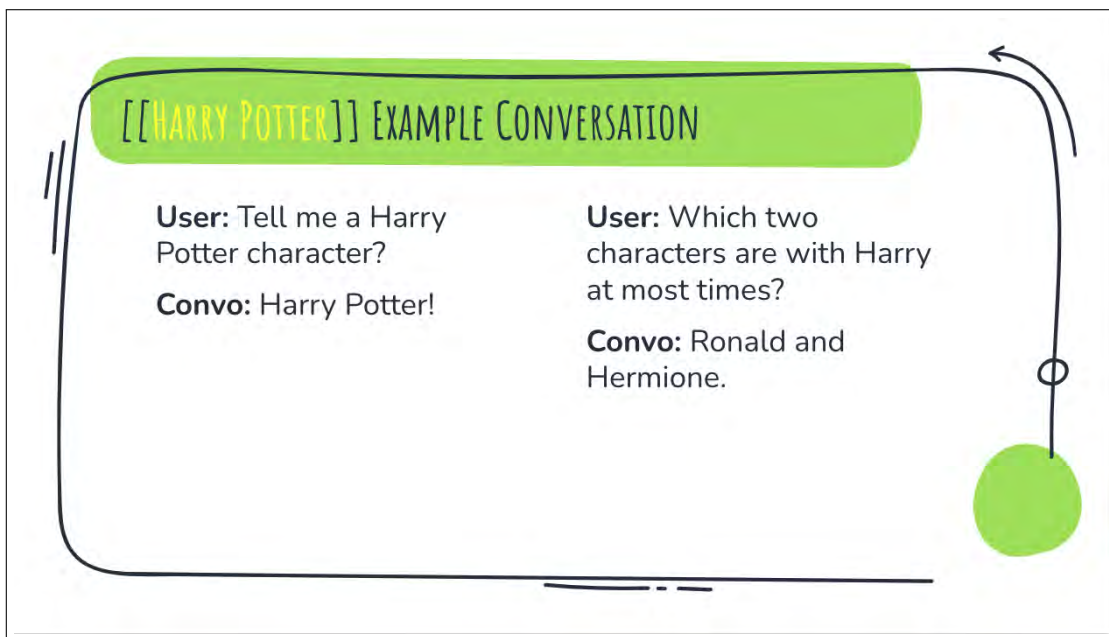 [[HARRY POTTER]] EXAMPLE CONVERSATION
User: Tell me a Harry
Potter character?
Convo: Harry Potter!
User: Which two
characters are with Harry
at most times?
Convo: Ronald and
Hermione.